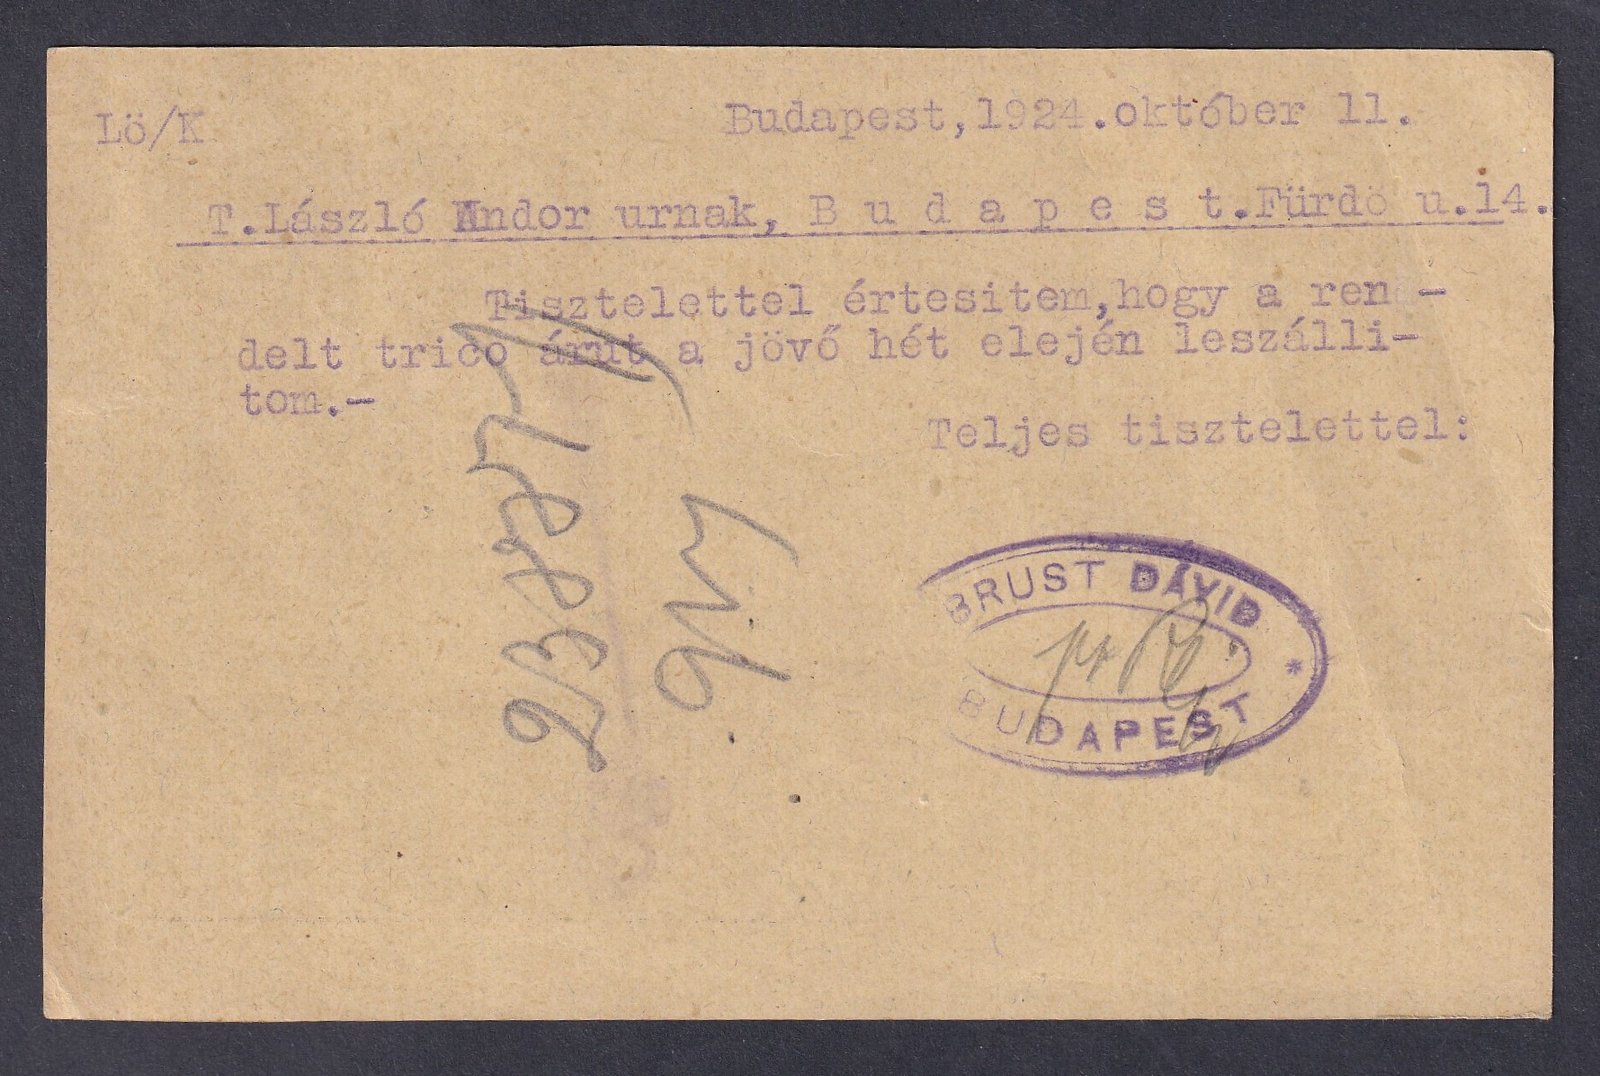 Lö/K
Budapest,1924.október 11.
T.László Andor urnak, B u d a p e s t.Fürdö u.14.
Tisztelettel értesitem,hogy a ren-
delt trico árut a jövő hét elején leszálli-
tom.-
Teljes tisztelettel:
BRUST DÁVID
*
BUDAPEST